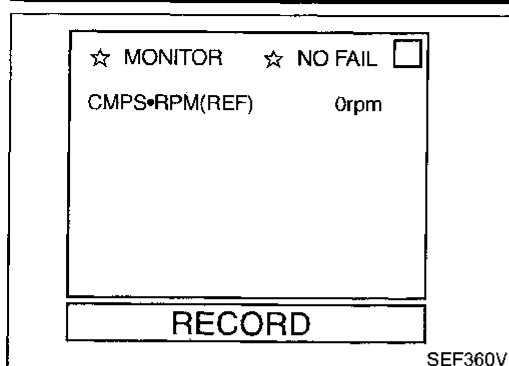 ☆ MONITOR ☆ NO FAIL
CMPS•RPM(REF) 0rpm
RECORD
SEF360V